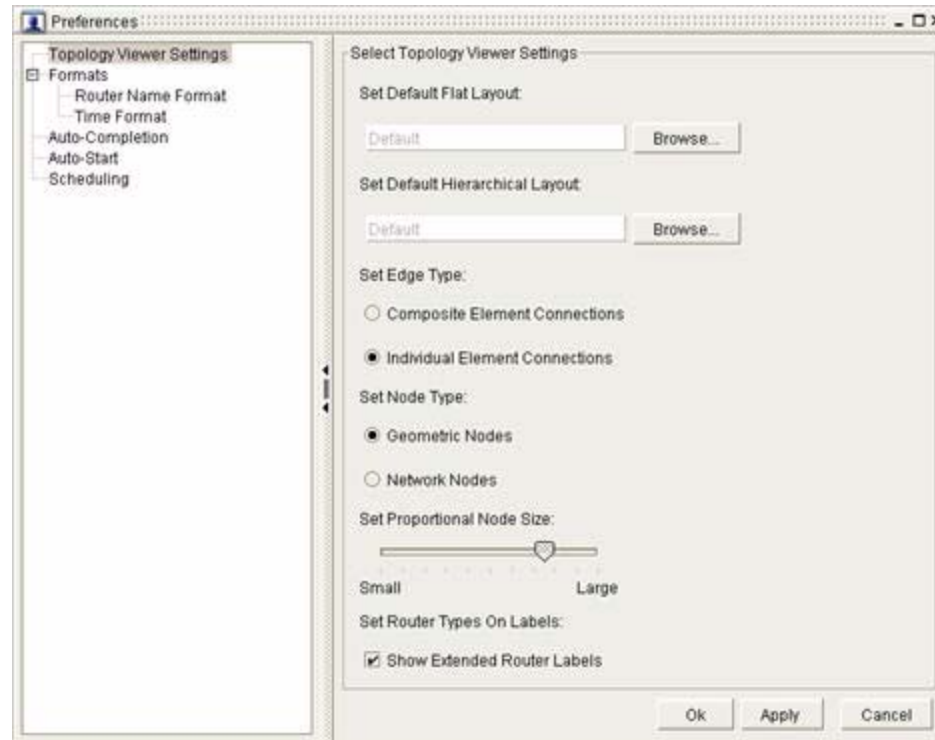 Preferences
Topology Viewer Settings
Formats
Router Name Format
Time Format
Auto-Completion
Auto-Start
Scheduling
Select Topology Viewer Settings
Set Default Flat Layout:
Default
Browse...
Set Default Hierarchical Layout:
Default
Browse...
Set Edge Type:
Composite Element Connections
Individual Element Connections
Set Node Type:
Geometric Nodes
Network Nodes
Set Proportional Node Size:
Small Large
Set Router Types On Labels:
Show Extended Router Labels
Ok Apply Cancel